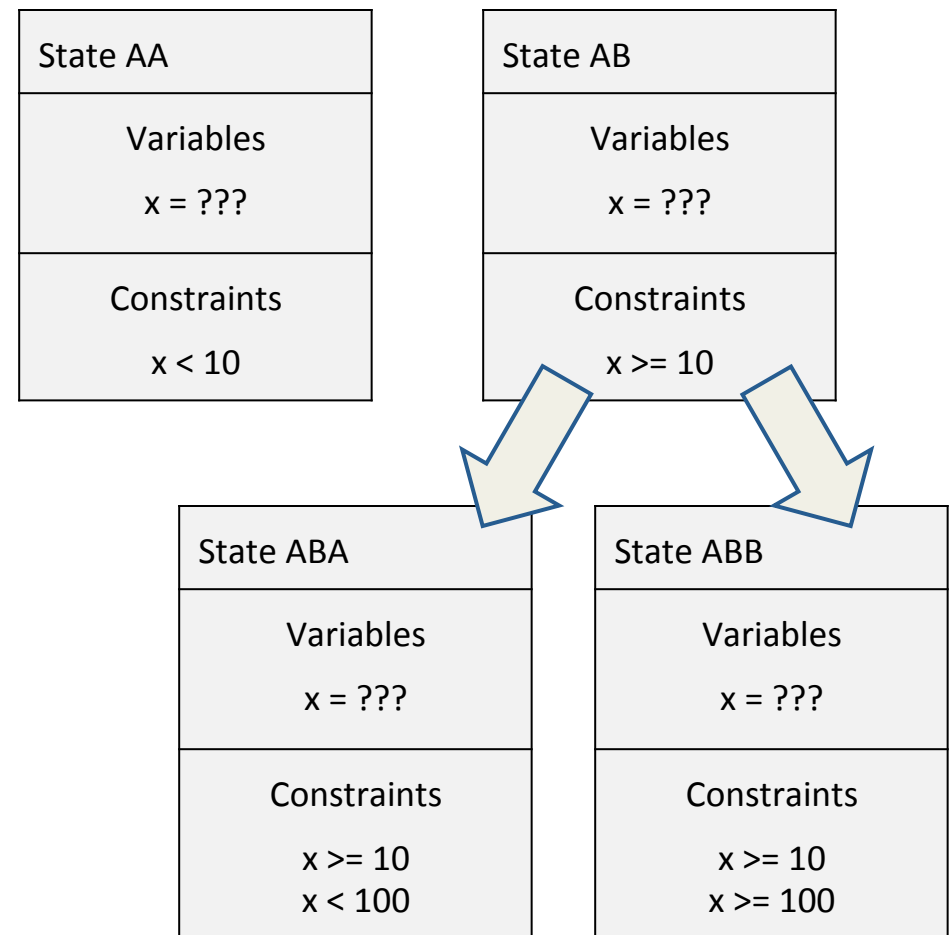 State AA
Variables
x = ???
Constraints
x < 10
State AB
Variables
x = ???
Constraints
x >= 10
State ABA
Variables
x = ???
Constraints
x >= 10
x < 100
State ABB
Variables
x = ???
Constraints
x >= 10
x >= 100